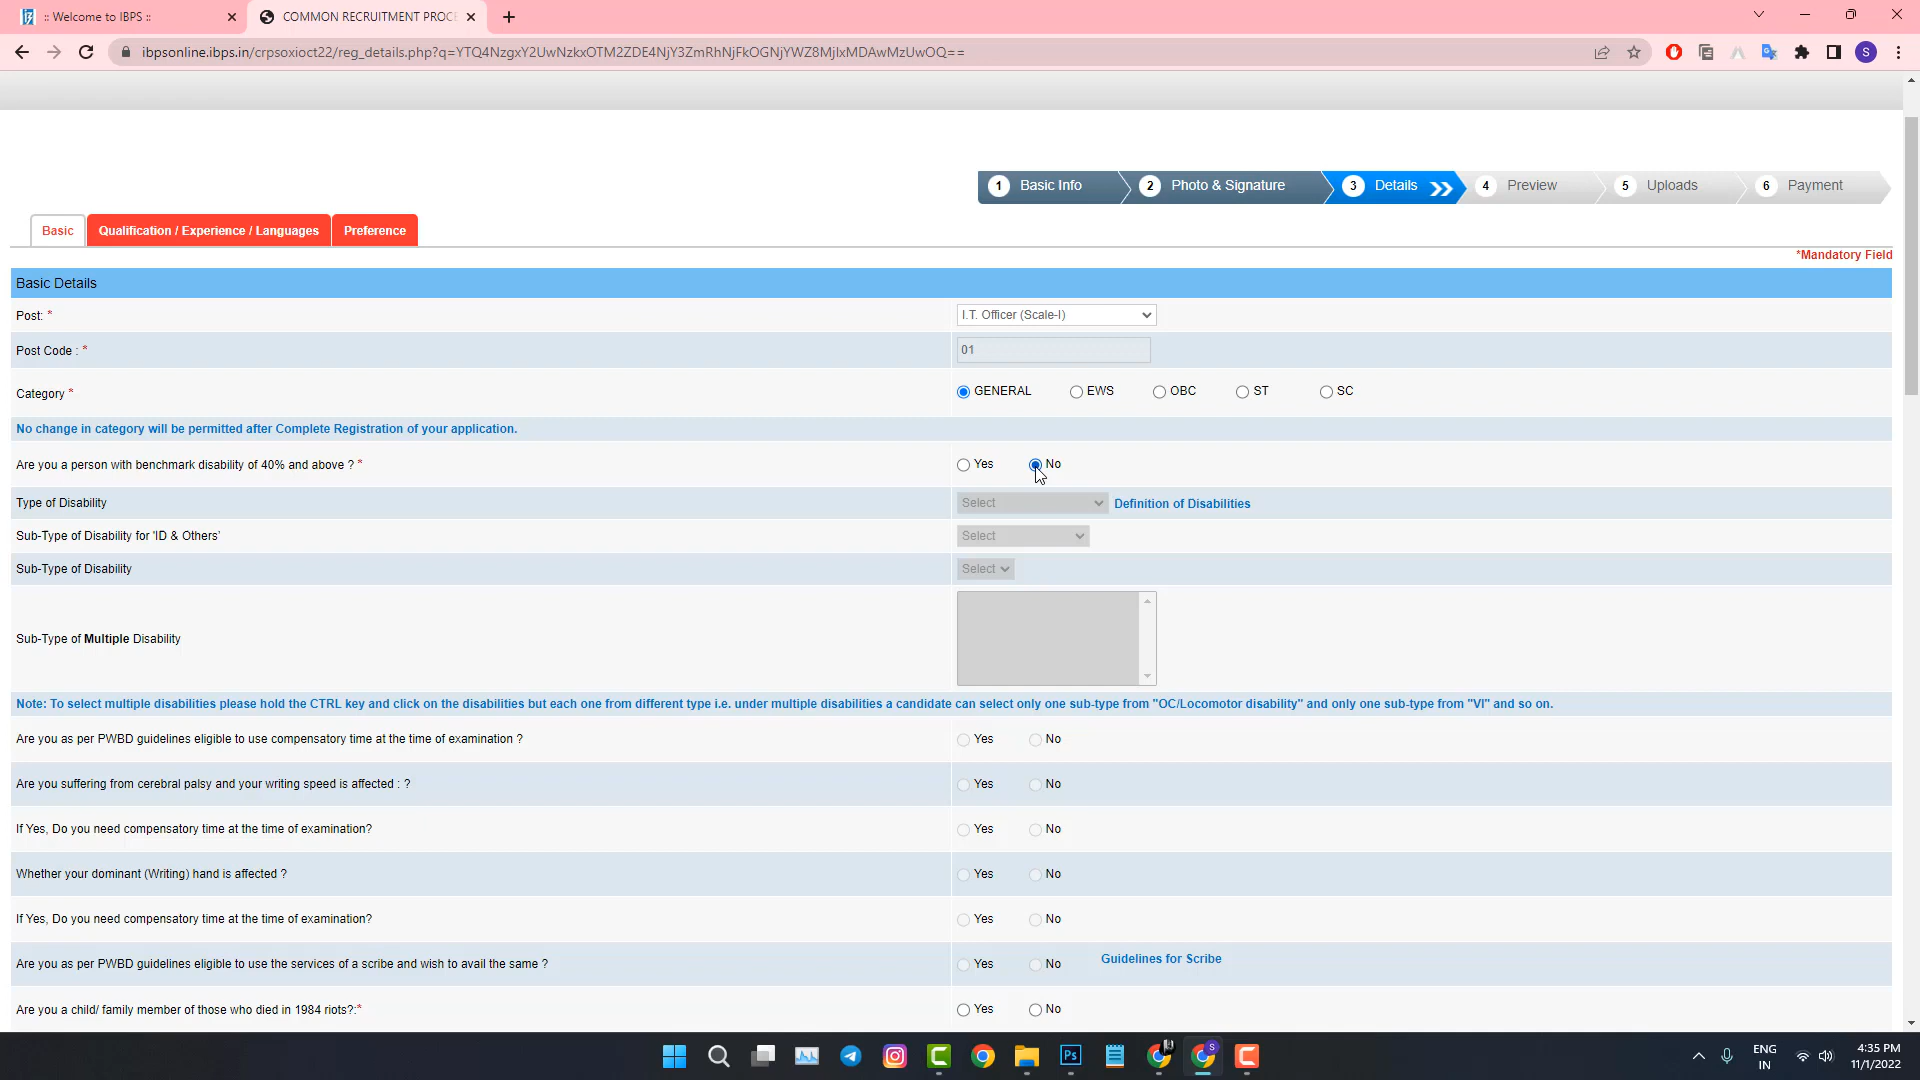 :: Welcome to IBPS ::
COMMON RECRUITMENT PROCE
ibpsonline.ibps.in/crpsoxioct22/reg_details.php?q=YTQ4NzgxY2UwNzkxOTM2ZDE4NjY3ZmRhNjFkOGNjYWZ8MjIxMDAwMzUwOQ==
S
1 Basic Info
2 Photo & Signature
3 Details
4 Preview
5 Uploads
6 Payment
Basic
Qualification / Experience / Languages
Preference
*Mandatory Field
Basic Details
Post: *
I.T. Officer (Scale-I)
Post Code : *
01
Category *
GENERAL EWS OBC ST SC
No change in category will be permitted after Complete Registration of your application.
Are you a person with benchmark disability of 40% and above ? *
Yes No
Type of Disability
Select
Definition of Disabilities
Sub-Type of Disability for 'ID & Others'
Select
Sub-Type of Disability
Select
Sub-Type of Multiple Disability
Note: To select multiple disabilities please hold the CTRL key and click on the disabilities but each one from different type i.e. under multiple disabilities a candidate can select only one sub-type from "OC/Locomotor disability" and only one sub-type from "VI" and so on.
Are you as per PWBD guidelines eligible to use compensatory time at the time of examination ?
Yes No
Are you suffering from cerebral palsy and your writing speed is affected : ?
Yes No
If Yes, Do you need compensatory time at the time of examination?
Yes No
Whether your dominant (Writing) hand is affected ?
Yes No
If Yes, Do you need compensatory time at the time of examination?
Yes No
Are you as per PWBD guidelines eligible to use the services of a scribe and wish to avail the same ?
Yes No
Guidelines for Scribe
Are you a child/ family member of those who died in 1984 riots?:*
Yes No
Ps
S
ENG
IN
4:35 PM
11/1/2022